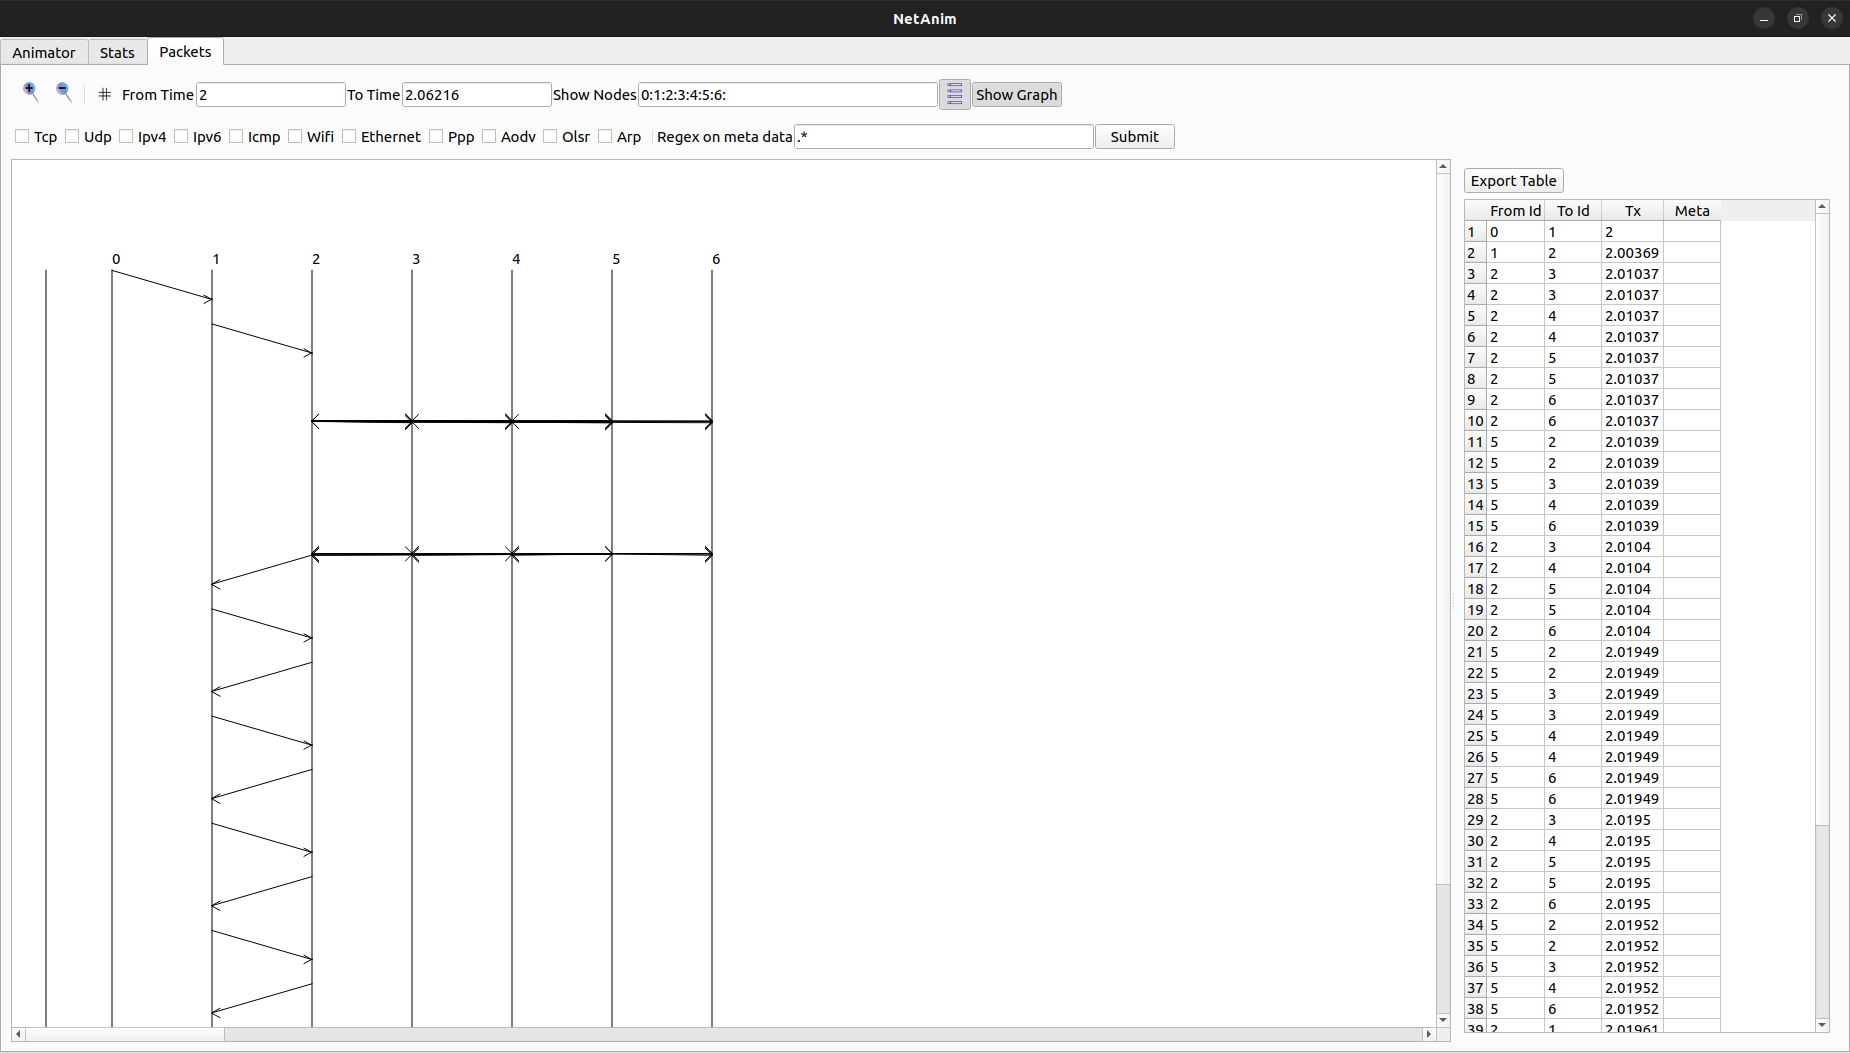 NetAnim
Animator Stats Packets
From Time 2 To Time 2.06216 Show Nodes 0:1:2:3:4:5:6: Show Graph
Tcp Udp Ipv4 Ipv6 Icmp Wifi Ethernet Ppp Aodv Olsr Arp Regex on meta data .* Submit
0 1 2 3 4 5 6
Export Table
From Id To Id Tx Meta
1 0 1 2
2 1 2 2.00369
3 2 3 2.01037
4 2 3 2.01037
5 2 4 2.01037
6 2 4 2.01037
7 2 5 2.01037
8 2 5 2.01037
9 2 6 2.01037
10 2 6 2.01037
11 5 2 2.01039
12 5 2 2.01039
13 5 3 2.01039
14 5 4 2.01039
15 5 6 2.01039
16 2 3 2.0104
17 2 4 2.0104
18 2 5 2.0104
19 2 5 2.0104
20 2 6 2.0104
21 5 2 2.01949
22 5 2 2.01949
23 5 3 2.01949
24 5 3 2.01949
25 5 4 2.01949
26 5 4 2.01949
27 5 6 2.01949
28 5 6 2.01949
29 2 3 2.0195
30 2 4 2.0195
31 2 5 2.0195
32 2 5 2.0195
33 2 6 2.0195
34 5 2 2.01952
35 5 2 2.01952
36 5 3 2.01952
37 5 4 2.01952
38 5 6 2.01952
39 2 1 2.01961